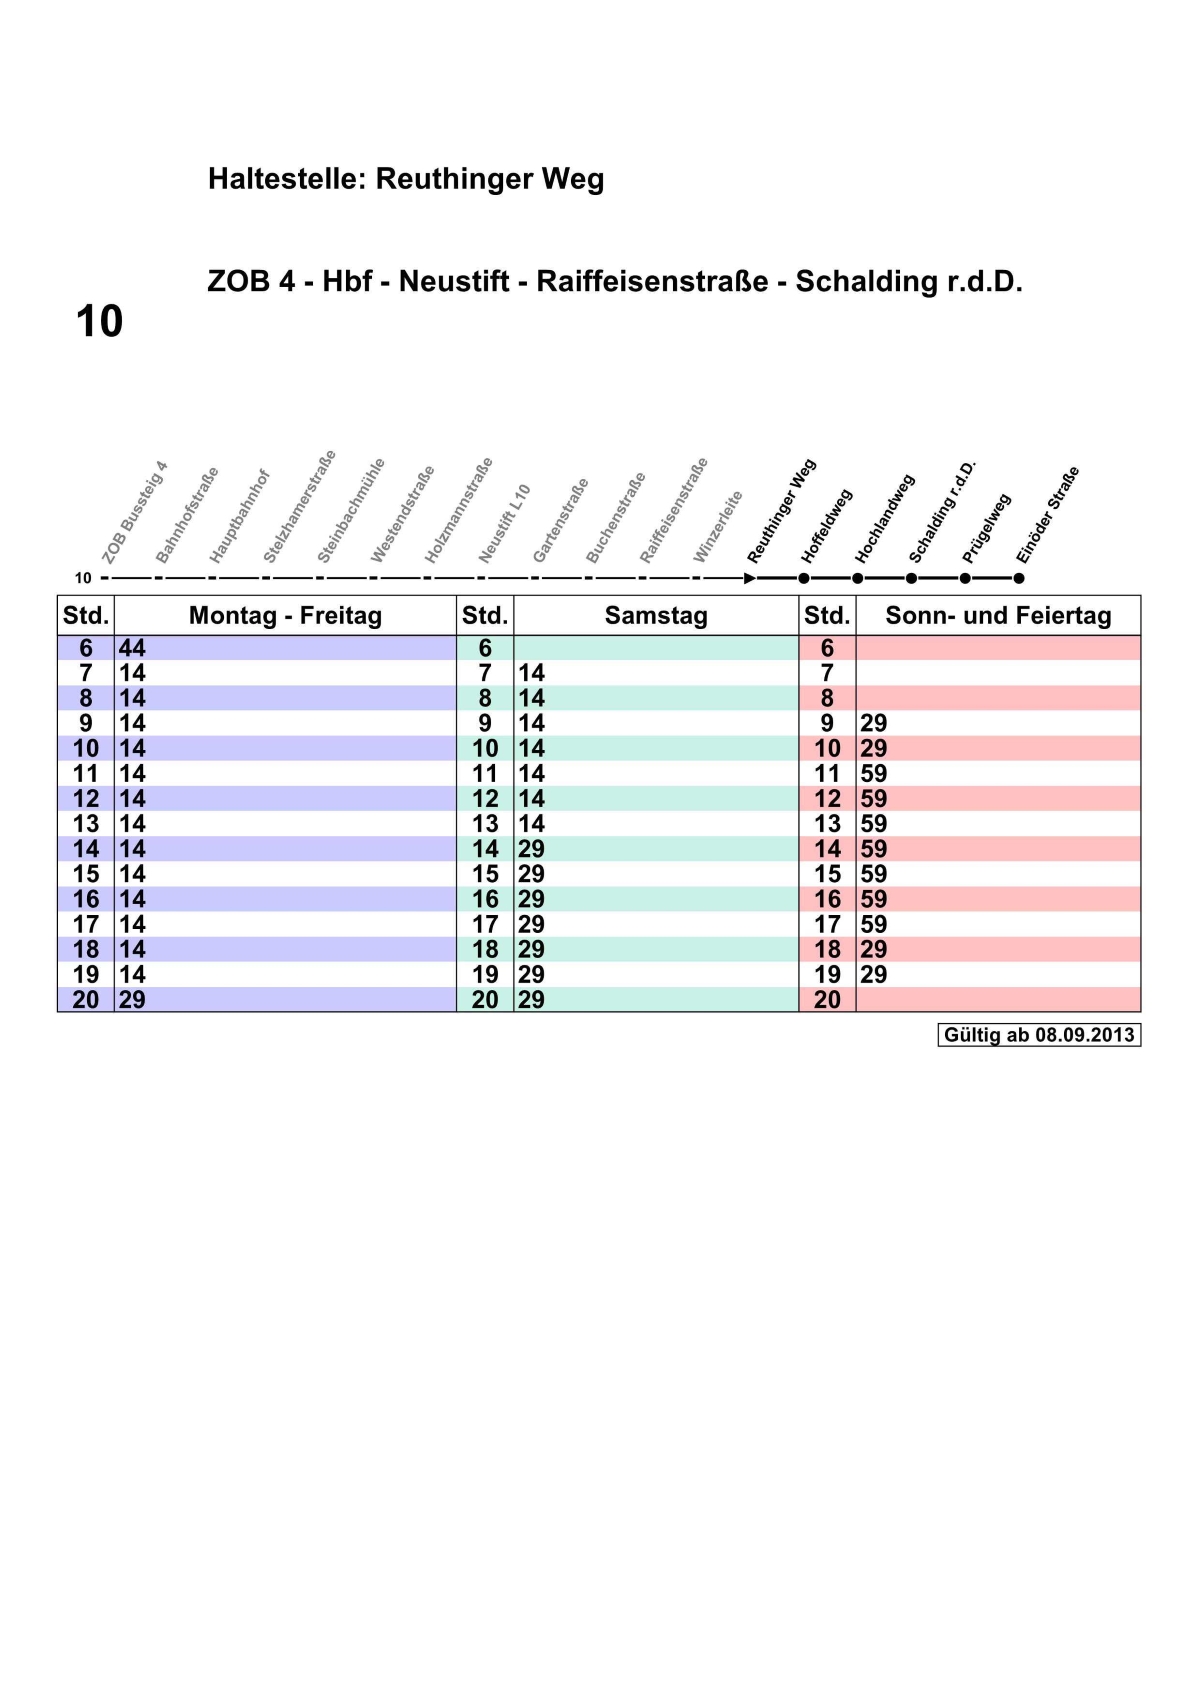 Haltestelle: Reuthinger Weg
ZOB 4 - Hbf - Neustift - Raiffeisenstraße - Schalding r.d.D.
10
ZOB Bussteig 4
Bahnhofstraße
Hauptbahnhof
Stelzhamerstraße
Steinbachmühle
Westendstraße
Holzmannstraße
Neustift L10
Gartenstraße
Buchenstraße
Raiffeisenstraße
Winzerleite
Reuthinger Weg
Hoffeldweg
Hochlandweg
Schalding r.d.D.
Prügelweg
Einöder Straße
10
Std. Montag - Freitag Std. Samstag Std. Sonn- und Feiertag
6 44 6 6
7 14 7 14 7
8 14 8 14 8
9 14 9 14 9 29
10 14 10 14 10 29
11 14 11 14 11 59
12 14 12 14 12 59
13 14 13 14 13 59
14 14 14 29 14 59
15 14 15 29 15 59
16 14 16 29 16 59
17 14 17 29 17 59
18 14 18 29 18 29
19 14 19 29 19 29
20 29 20 29 20
Gültig ab 08.09.2013